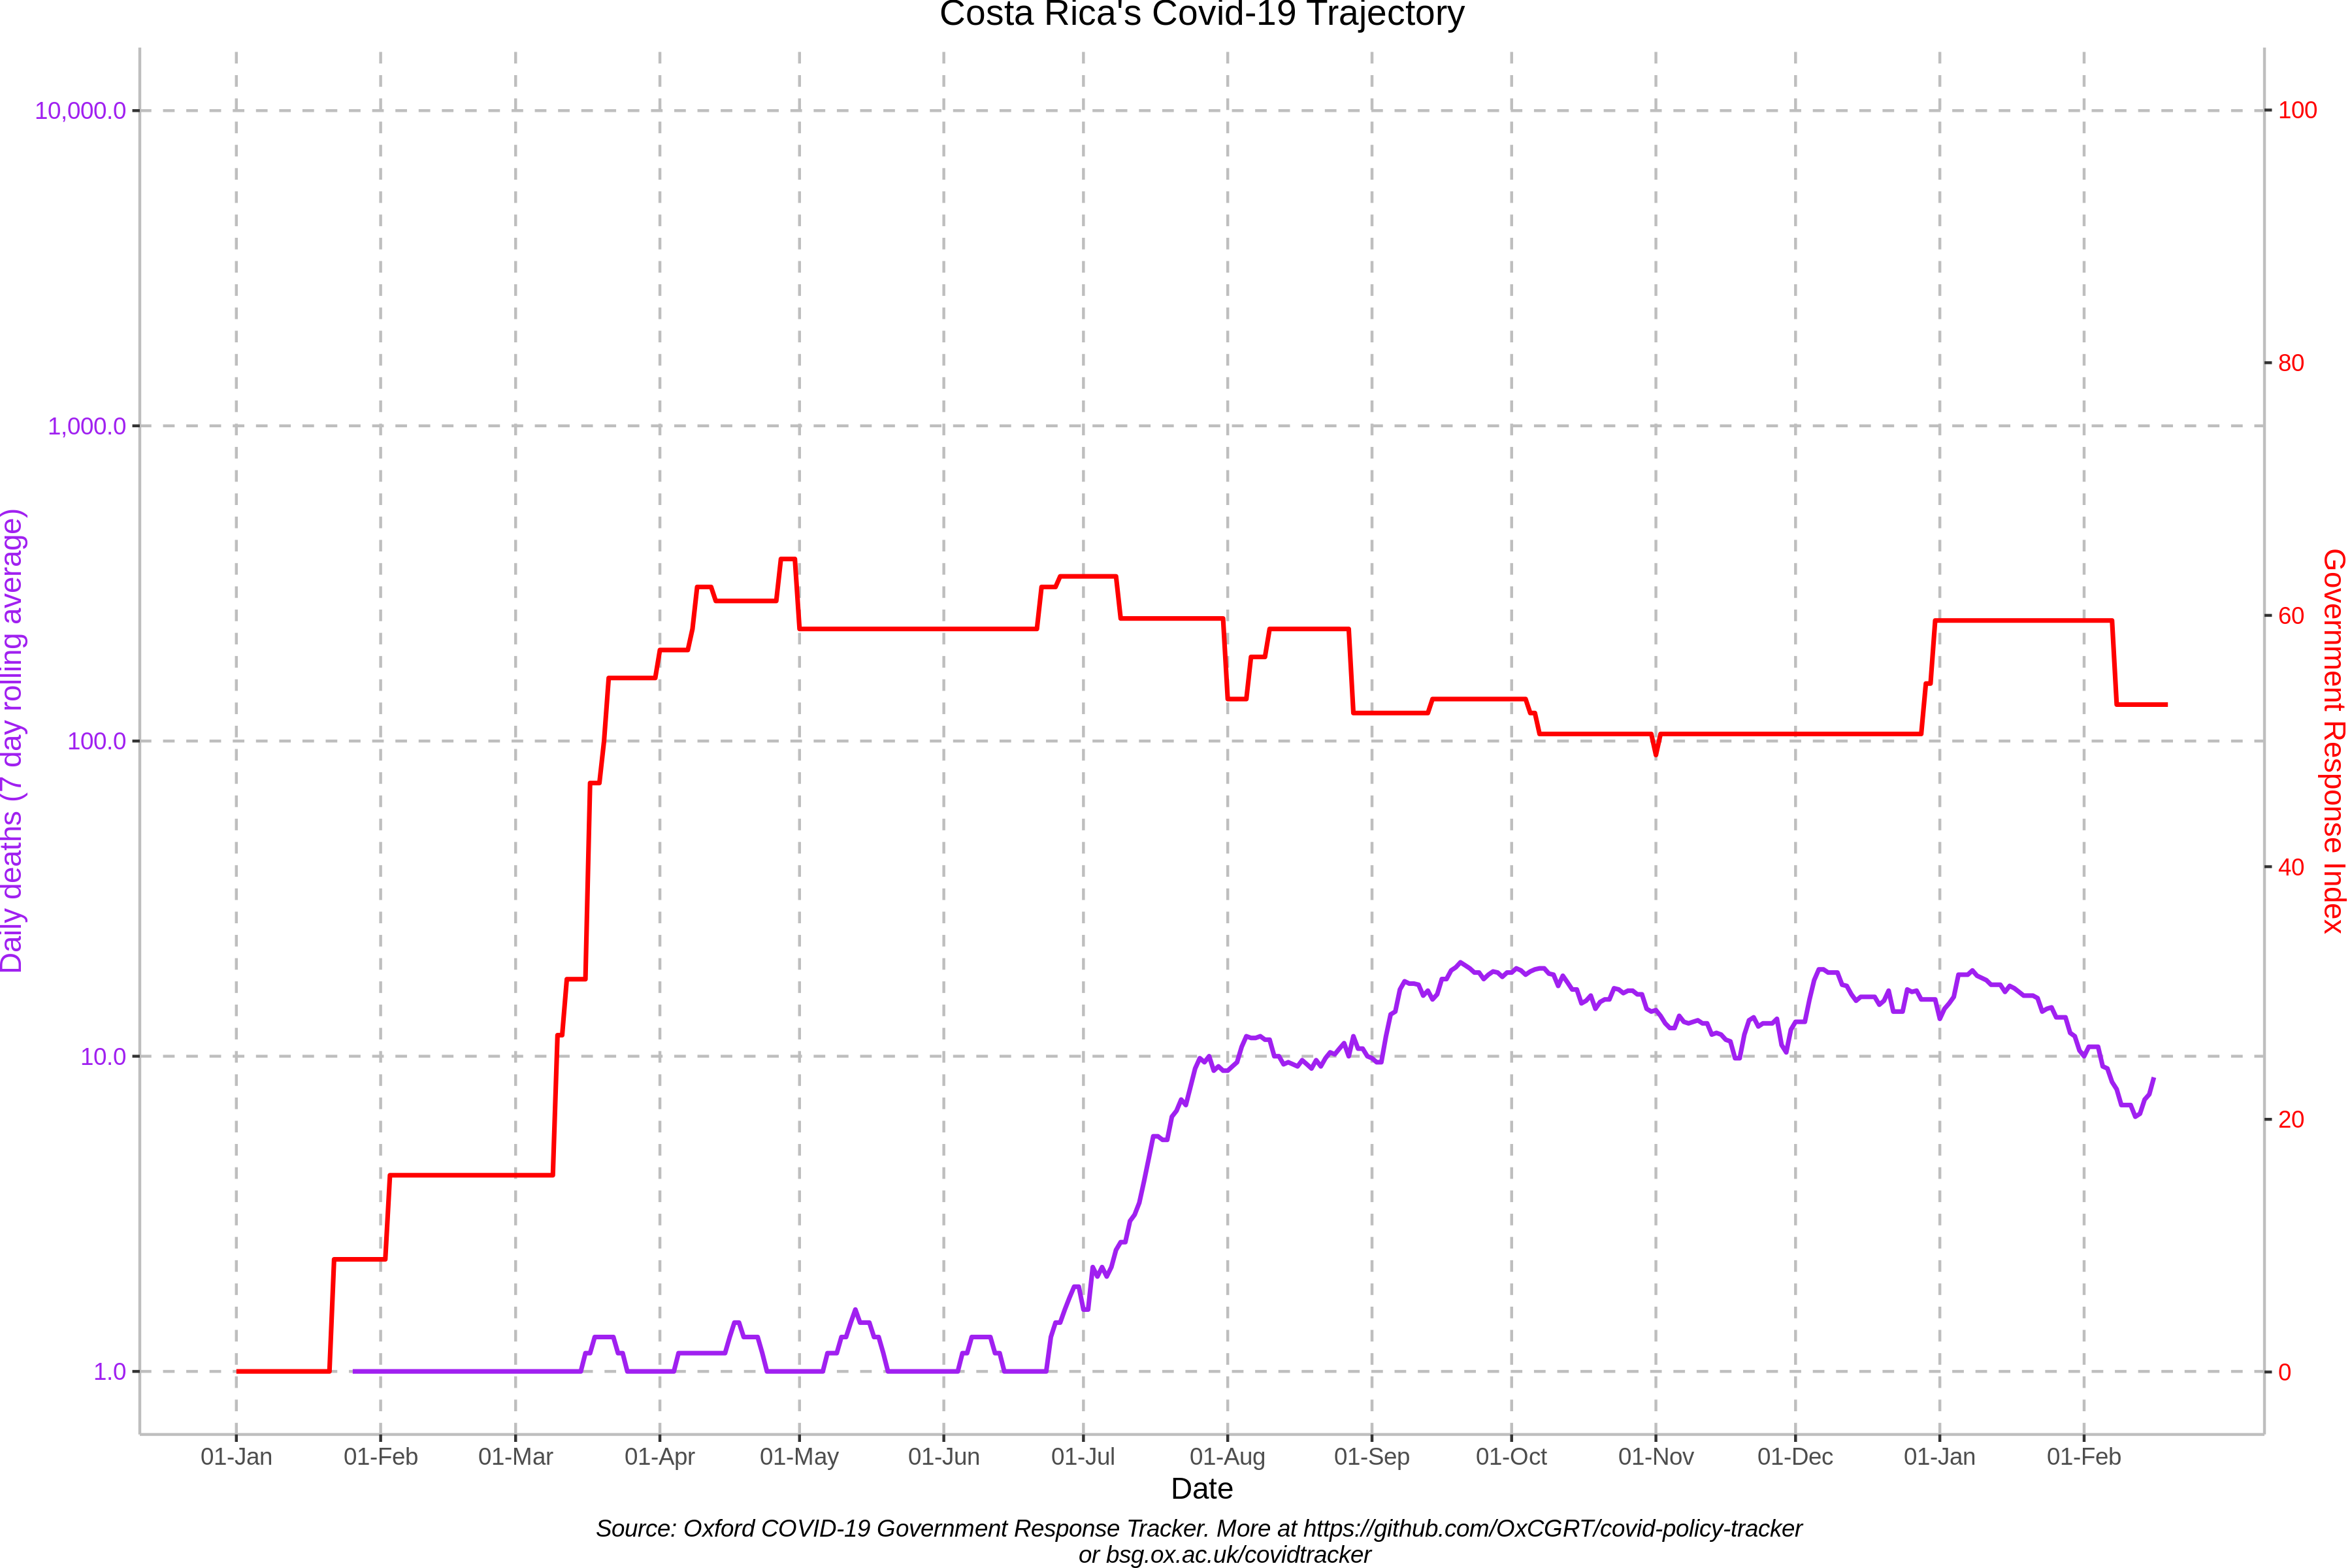 Costa Rica's Covid-19 Trajectory
Daily deaths (7 day rolling average)
10,000.0
1,000.0
100.0
10.0
1.0
100
80
60
40
20
0
Government Response Index
01-Jan 01-Feb 01-Mar 01-Apr 01-May 01-Jun 01-Jul 01-Aug 01-Sep 01-Oct 01-Nov 01-Dec 01-Jan 01-Feb
Date
Source: Oxford COVID-19 Government Response Tracker. More at https://github.com/OxCGRT/covid-policy-tracker
or bsg.ox.ac.uk/covidtracker